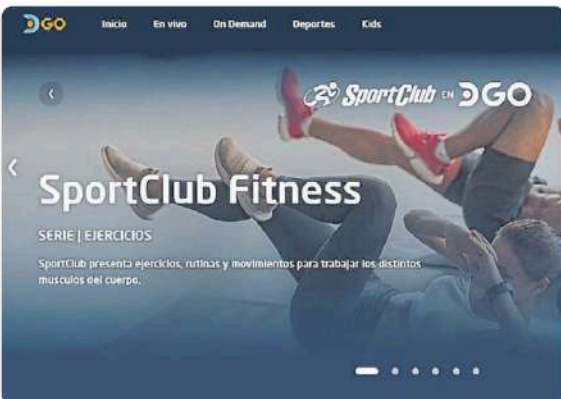 DGO Inicio En vivo On Demand Deportes Kids
SportClub EN DGO
SportClub Fitness
SERIE | EJERCICIOS
SportClub presenta ejercicios, rutinas y movimientos para trabajar los distintos
musculos del cuerpo.